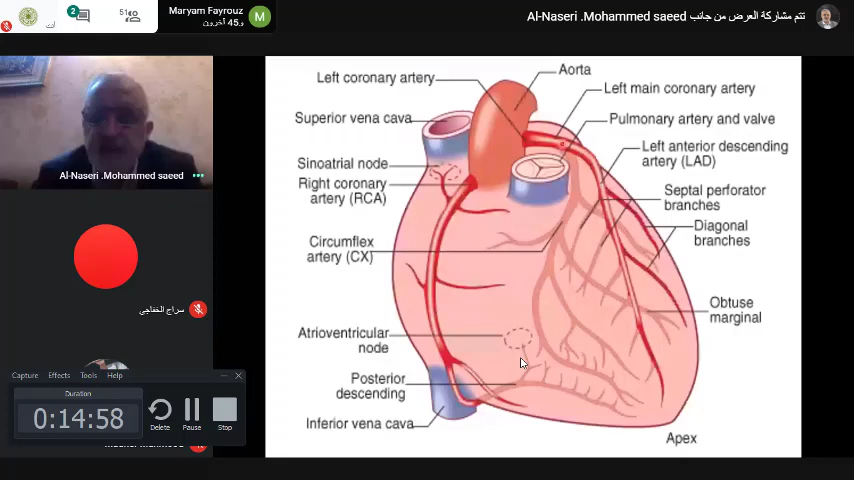 2
51
أنت
Maryam Fayrouz
و45 آخرون
M
تتم مشاركة العرض من جانب Al-Naseri .Mohammed saeed
Al-Naseri .Mohammed saeed
سراج الخفاجي
Capture Effects Tools Help
Duration
0:14:58
Delete Pause Stop
Left coronary artery
Aorta
Left main coronary artery
Superior vena cava
Pulmonary artery and valve
Sinoatrial node
Left anterior descending
artery (LAD)
Right coronary
artery (RCA)
Septal perforator
branches
Diagonal
branches
Circumflex
artery (CX)
Obtuse
marginal
Atrioventricular
node
Posterior
descending
Inferior vena cava
Apex